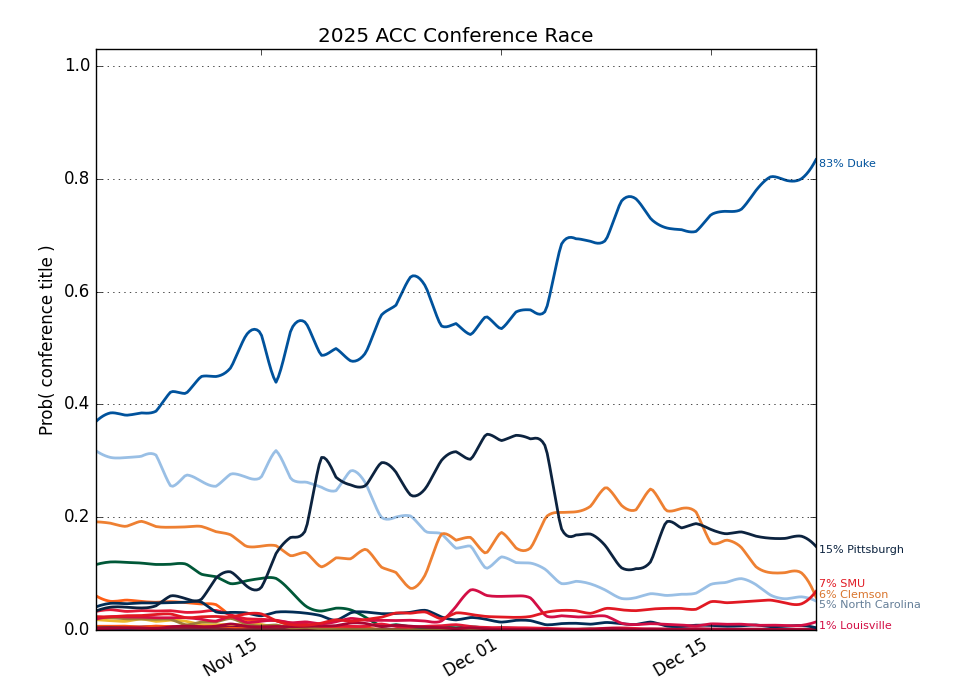 2025 ACC Conference Race
Prob( conference title )
1.0
0.8
0.6
0.4
0.2
0.0
Nov 15
Dec 01
Dec 15
83% Duke
15% Pittsburgh
7% SMU
6% Clemson
5% North Carolina
1% Louisville